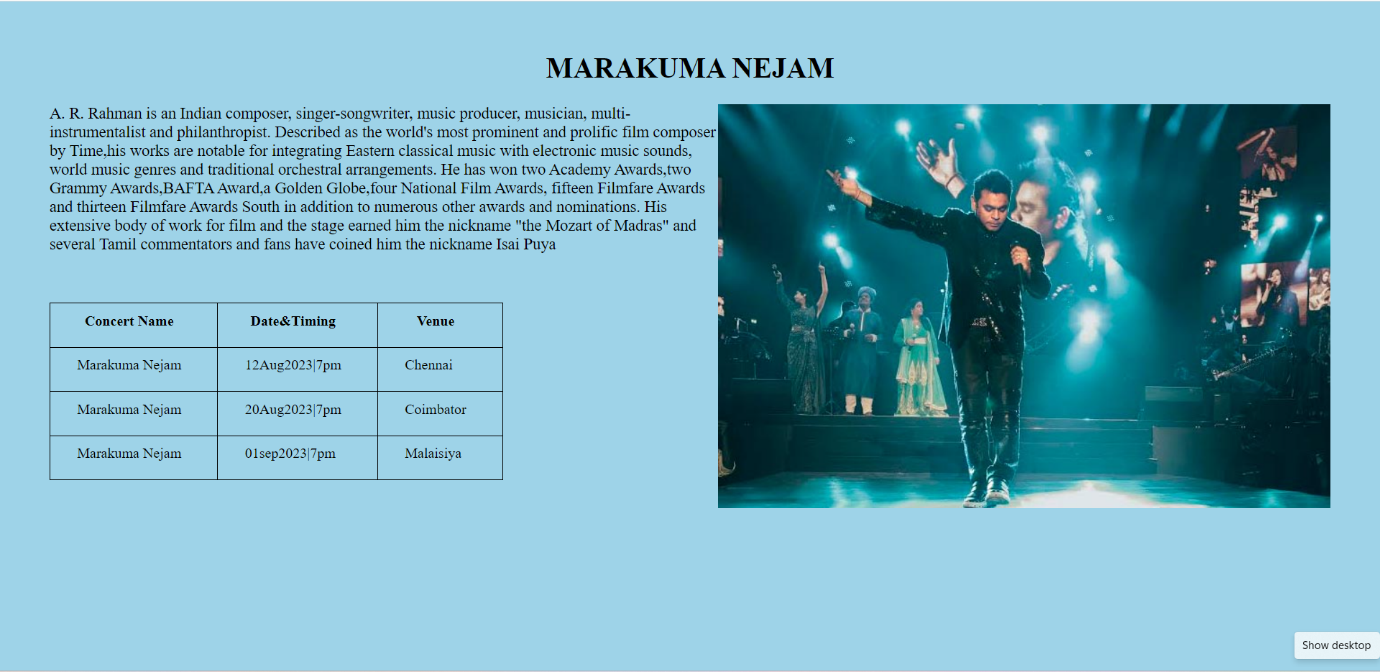 MARAKUMA NEJAM
A. R. Rahman is an Indian composer, singer-songwriter, music producer, musician, multi-
instrumentalist and philanthropist. Described as the world's most prominent and prolific film composer
by Time,his works are notable for integrating Eastern classical music with electronic music sounds,
world music genres and traditional orchestral arrangements. He has won two Academy Awards,two
Grammy Awards,BAFTA Award,a Golden Globe,four National Film Awards, fifteen Filmfare Awards
and thirteen Filmfare Awards South in addition to numerous other awards and nominations. His
extensive body of work for film and the stage earned him the nickname "the Mozart of Madras" and
several Tamil commentators and fans have coined him the nickname Isai Puya
Concert Name Date&Timing Venue
Marakuma Nejam 12Aug2023|7pm Chennai
Marakuma Nejam 20Aug2023|7pm Coimbator
Marakuma Nejam 01sep2023|7pm Malaisiya
Show desktop